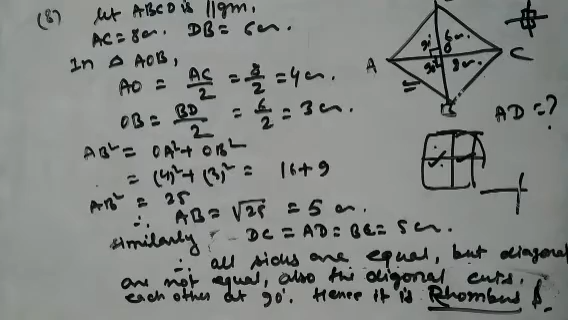 (8) Let ABCD is ||gm.
AC = 8cm. DB = 6cm.
In △ AOB,
AO = AC/2 = 8/2 = 4cm.
OB = BD/2 = 6/2 = 3cm.
AB² = OA² + OB²
= (4)² + (3)² = 16 + 9
AB² = 25
∴ AB = √25 = 5 cm.
similarly DC = AD = BC = 5cm.
∴ all sides are equal, but diagonal
are not equal, also the digonal cuts.
each other at 90°. Hence it is Rhombus
A
C
B
AD = ?